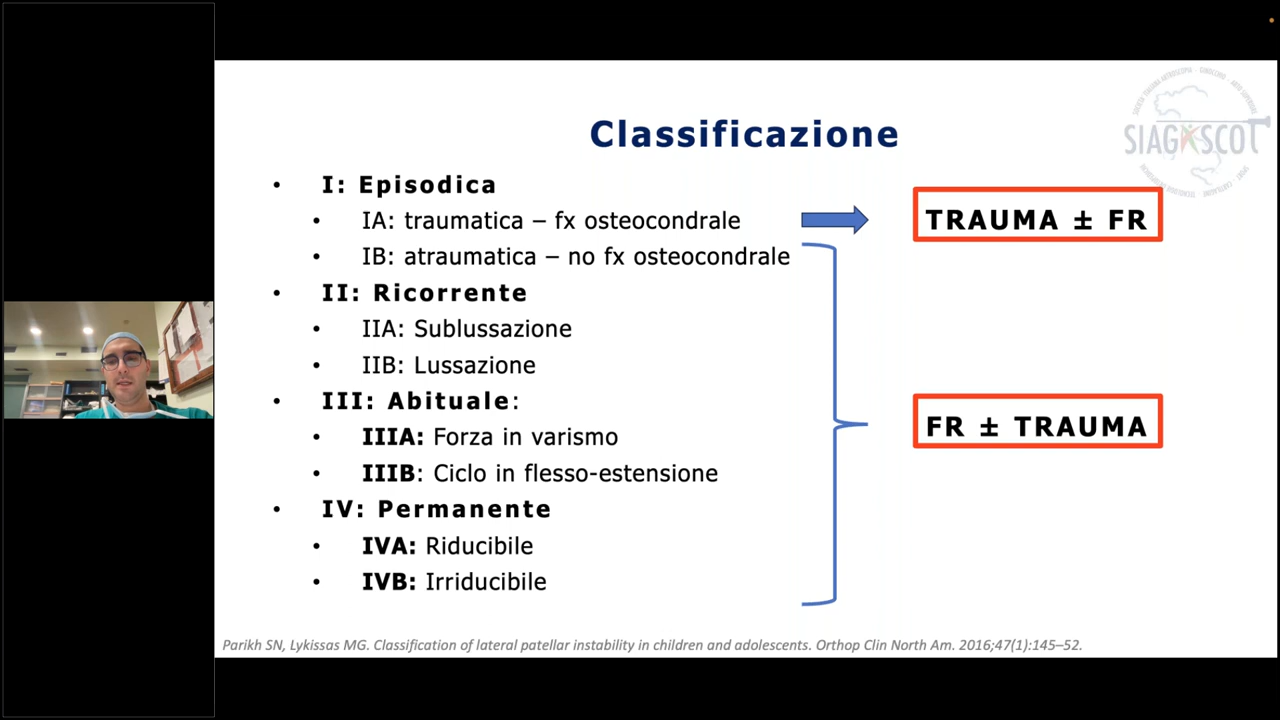 Classificazione
SIAGASCOT
• I: Episodica
• IA: traumatica – fx osteocondrale
TRAUMA ± FR
• IB: atraumatica – no fx osteocondrale
• II: Ricorrente
• IIA: Sublussazione
• IIB: Lussazione
• III: Abituale:
• IIIA: Forza in varismo
FR ± TRAUMA
• IIIB: Ciclo in flesso-estensione
• IV: Permanente
• IVA: Riducibile
• IVB: Irriducibile
Parikh SN, Lykissas MG. Classification of lateral patellar instability in children and adolescents. Orthop Clin North Am. 2016;47(1):145–52.